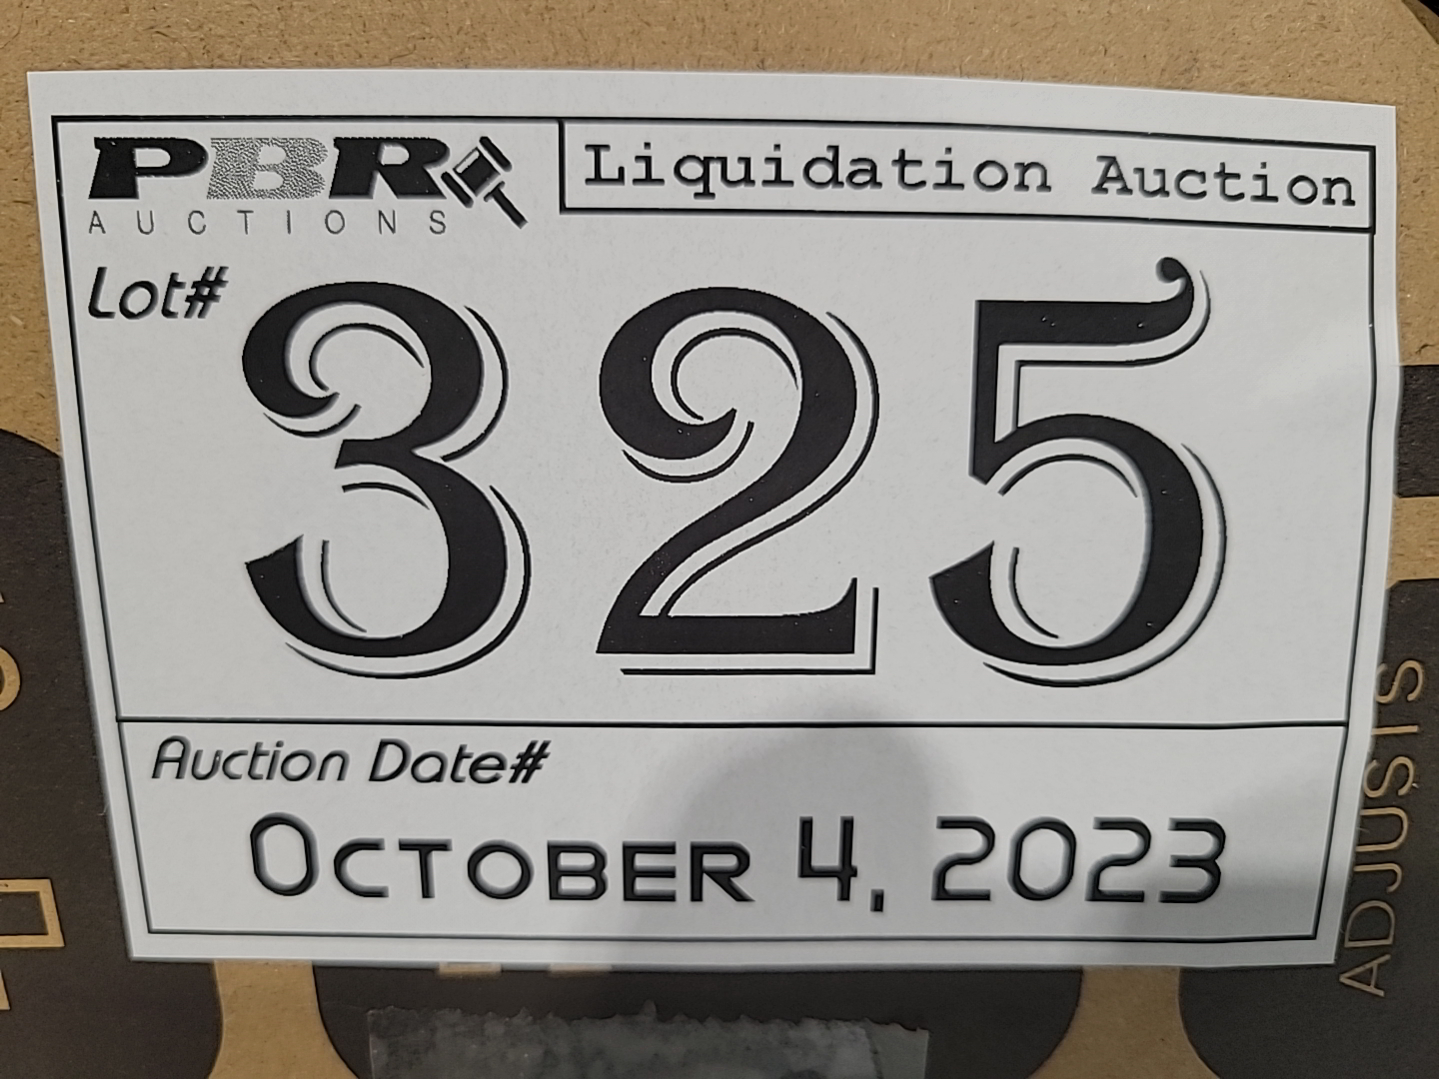 PBR
AUCTIONS
Liquidation Auction
Lot#
325
Auction Date#
October 4, 2023
ADJUSTS